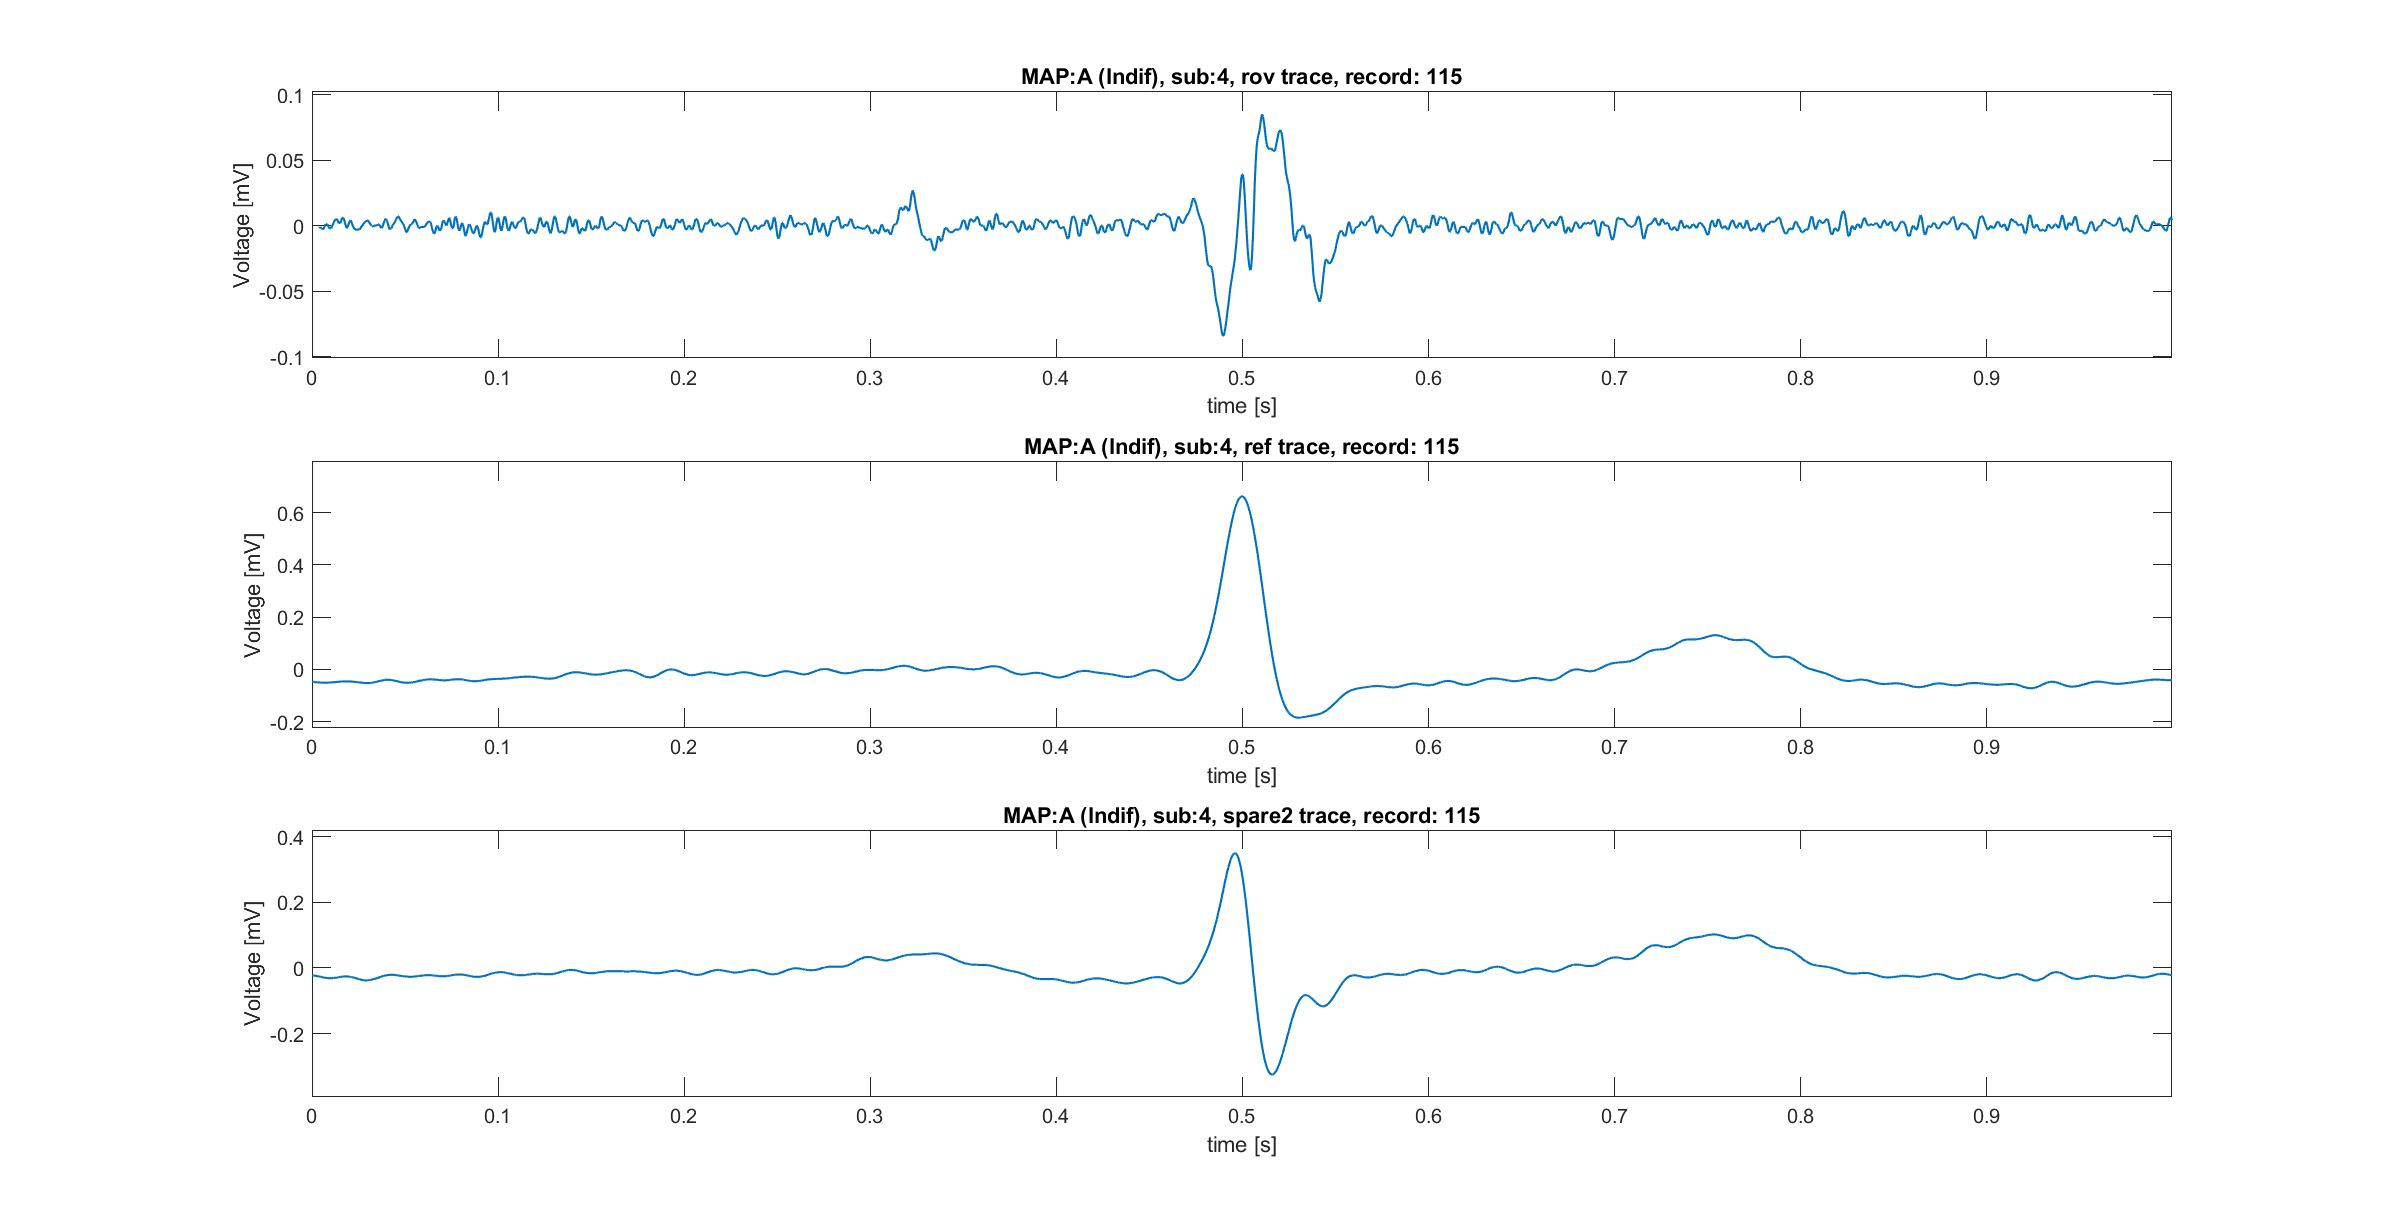 MAP:A (Indif), sub:4, rov trace, record: 115
0.1
0.05
0
-0.05
-0.1
Voltage [mV]
0 0.1 0.2 0.3 0.4 0.5 0.6 0.7 0.8 0.9
time [s]
MAP:A (Indif), sub:4, ref trace, record: 115
0.6
0.4
0.2
0
-0.2
Voltage [mV]
0 0.1 0.2 0.3 0.4 0.5 0.6 0.7 0.8 0.9
time [s]
MAP:A (Indif), sub:4, spare2 trace, record: 115
0.4
0.2
0
-0.2
Voltage [mV]
0 0.1 0.2 0.3 0.4 0.5 0.6 0.7 0.8 0.9
time [s]